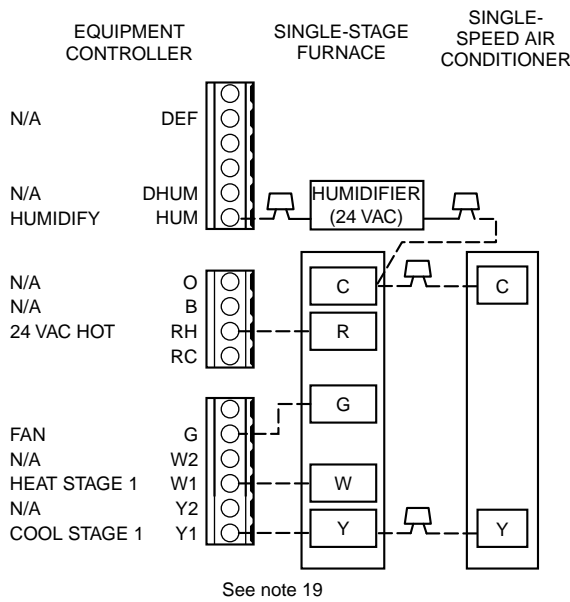 EQUIPMENT
CONTROLLER
SINGLE-STAGE
FURNACE
SINGLE-
SPEED AIR
CONDITIONER
N/A DEF
N/A DHUM
HUMIDIFY HUM
HUMIDIFIER
(24 VAC)
N/A O
N/A B
24 VAC HOT RH
RC
C
R
C
FAN G
N/A W2
HEAT STAGE 1 W1
N/A Y2
COOL STAGE 1 Y1
G
W
Y
Y
See note 19